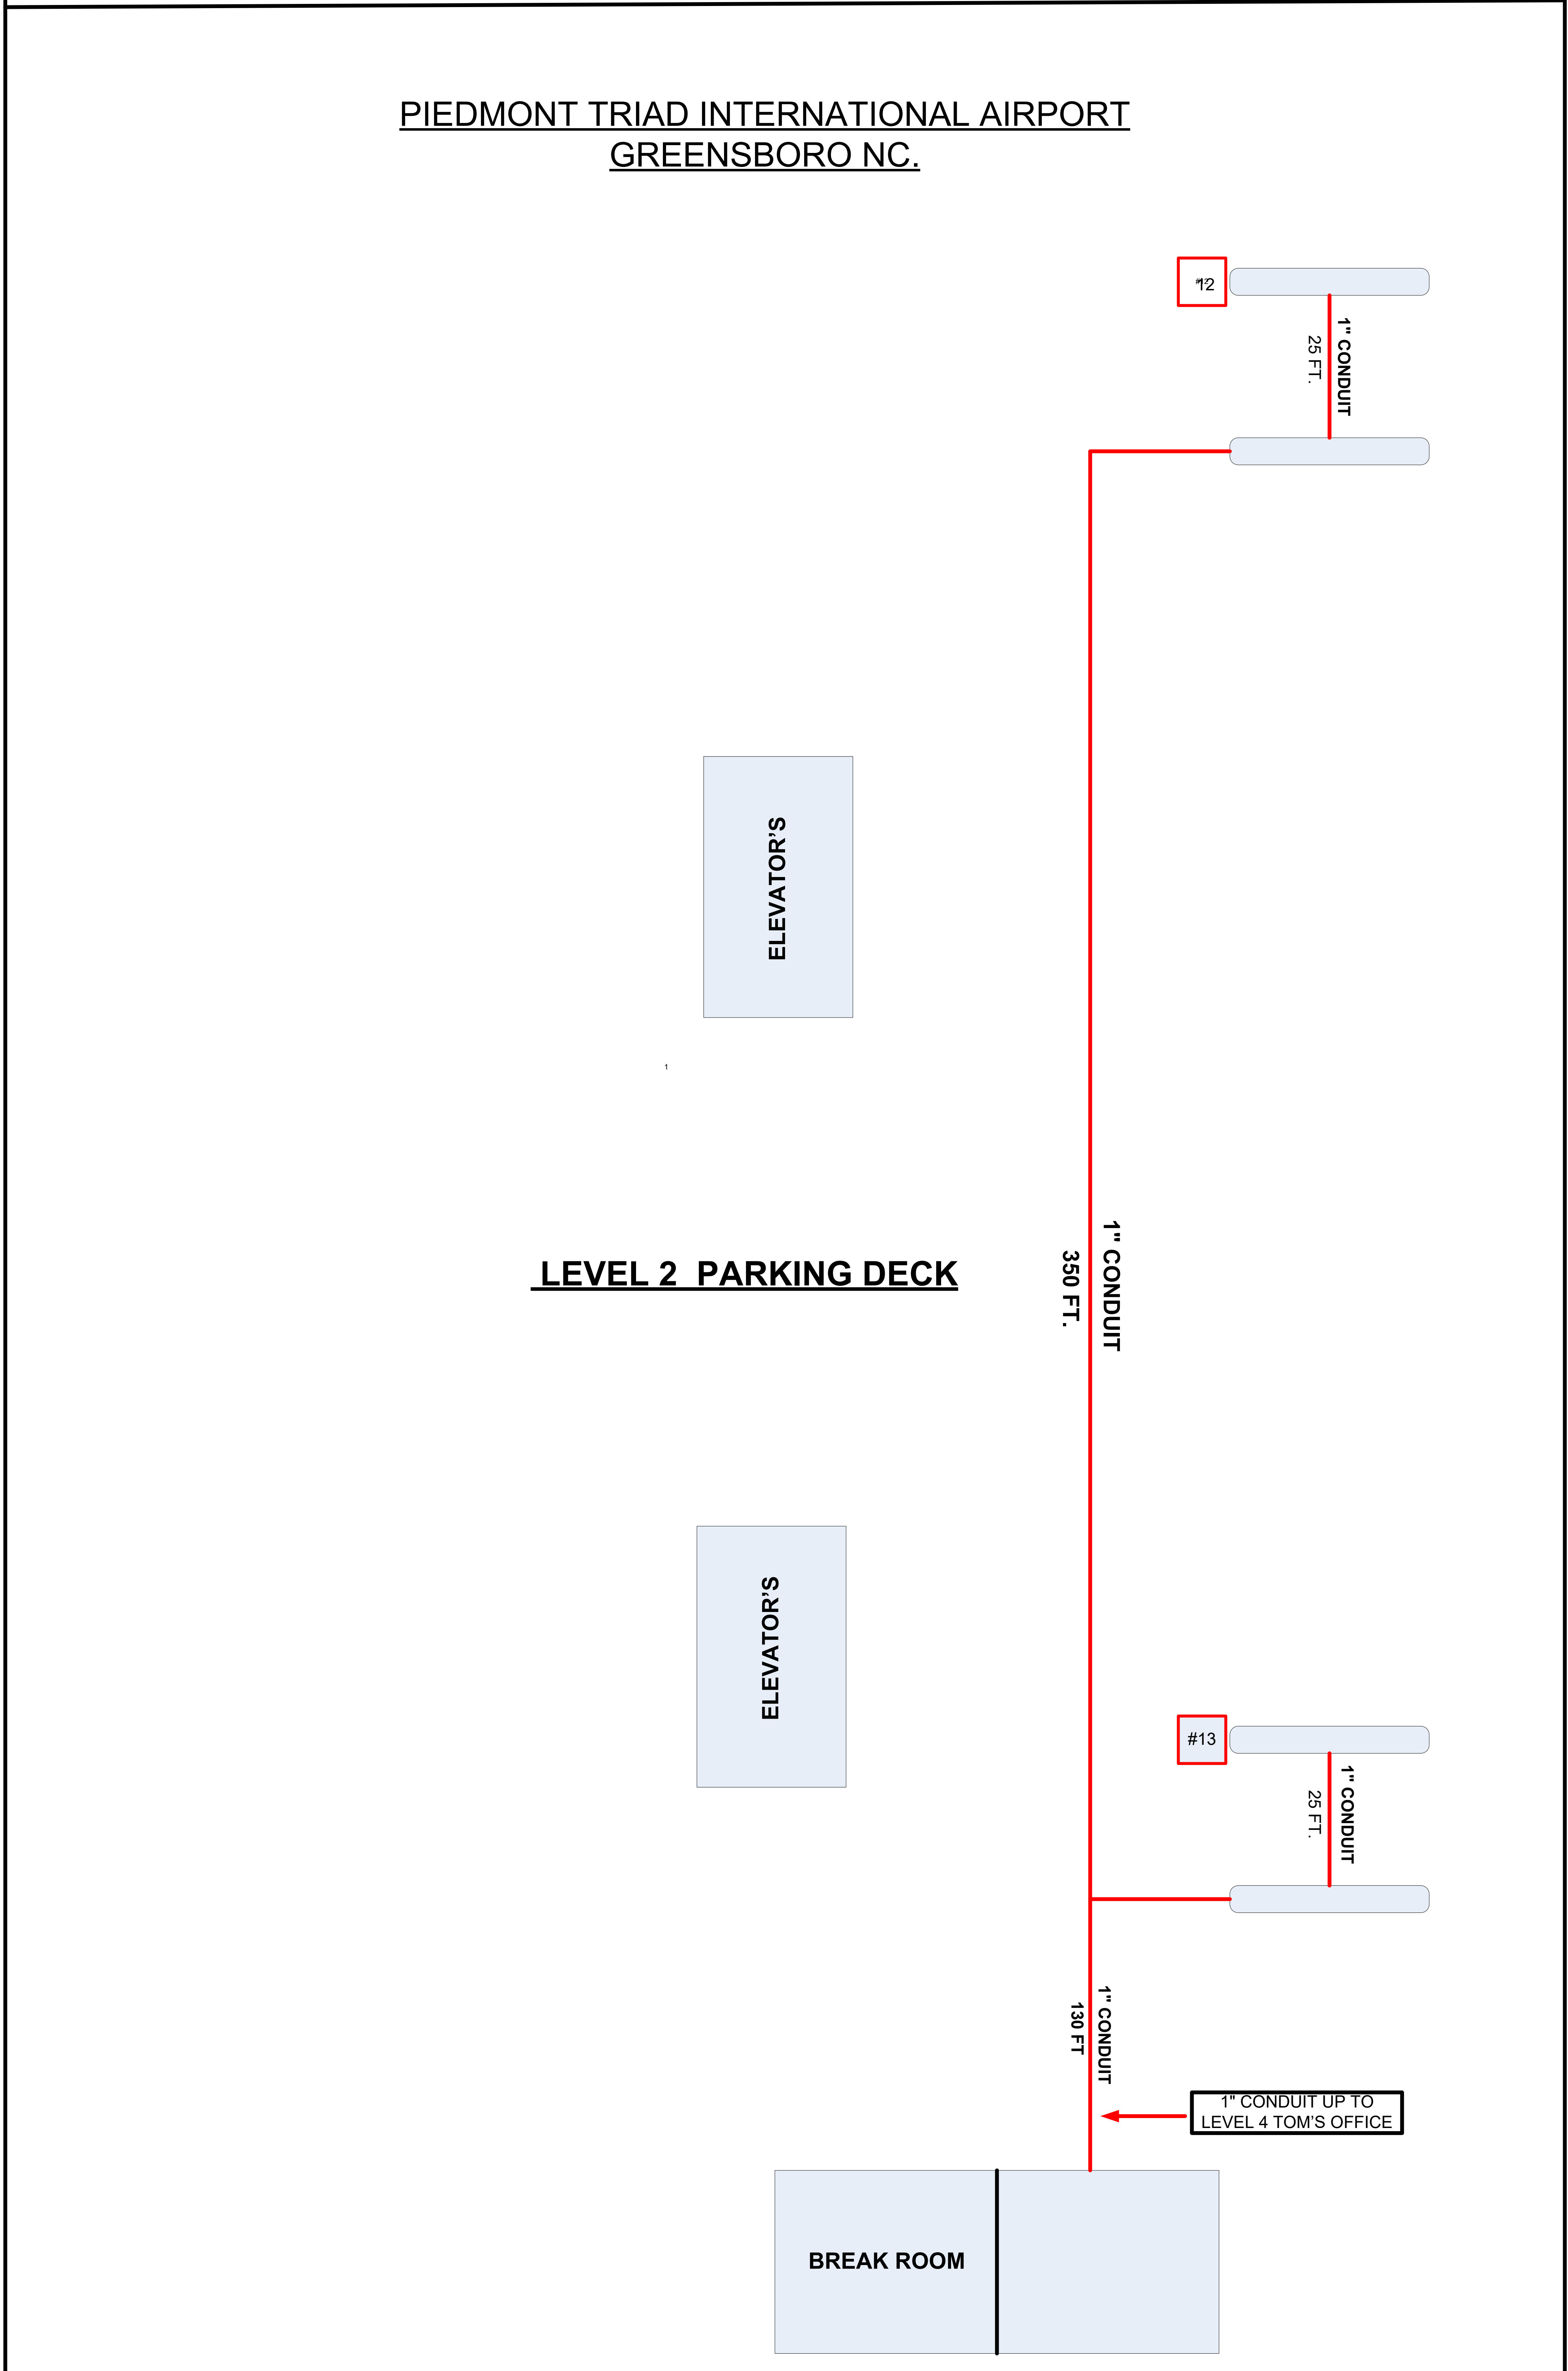 PIEDMONT TRIAD INTERNATIONAL AIRPORT
GREENSBORO NC.
12
1" CONDUIT
25 FT.
ELEVATOR'S
1
1" CONDUIT
350 FT.
LEVEL 2 PARKING DECK
ELEVATOR'S
#13
1" CONDUIT
25 FT.
1" CONDUIT
130 FT
1" CONDUIT UP TO
LEVEL 4 TOM'S OFFICE
BREAK ROOM